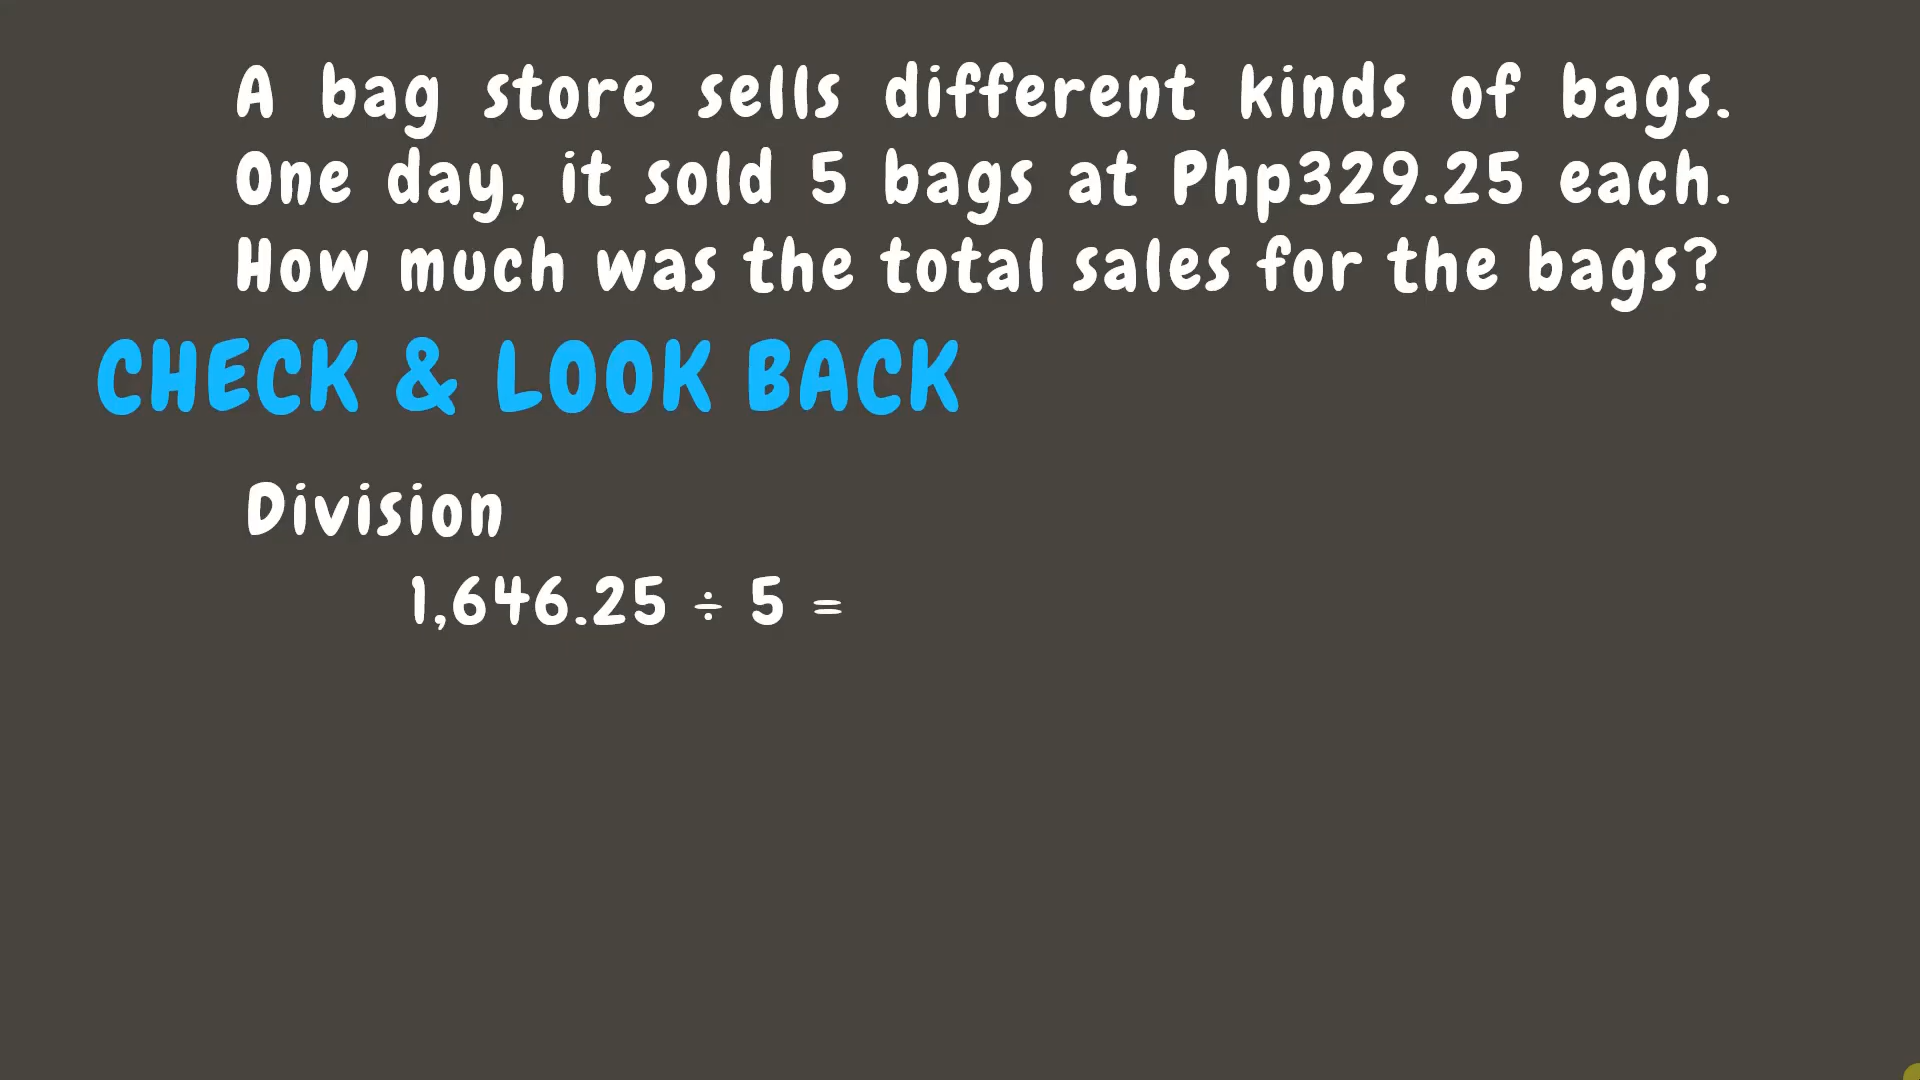 A bag store sells different kinds of bags.
One day, it sold 5 bags at Php329.25 each.
How much was the total sales for the bags?
CHECK & LOOK BACK
Division
1,646.25 ÷ 5 =